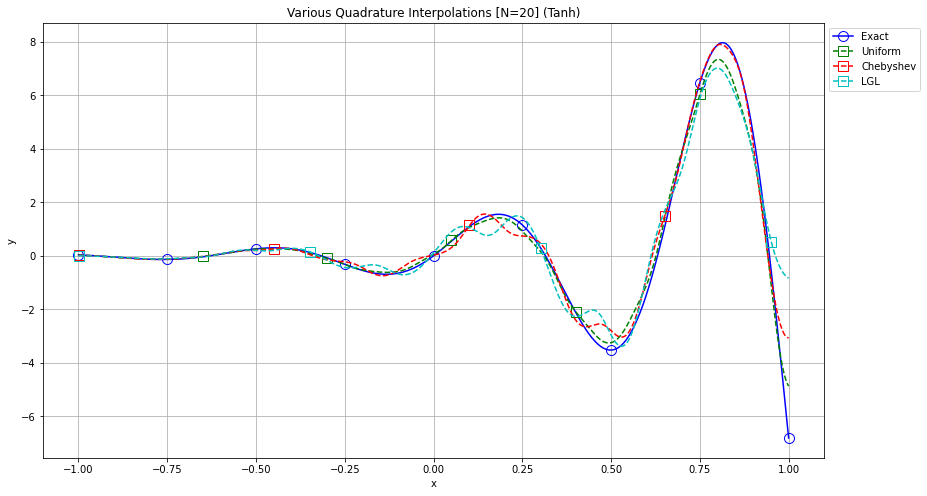 Various Quadrature Interpolations [N=20] (Tanh)
Exact
Uniform
Chebyshev
LGL
8
6
4
2
0
−2
−4
−6
y
−1.00 −0.75 −0.50 −0.25 0.00 0.25 0.50 0.75 1.00
x